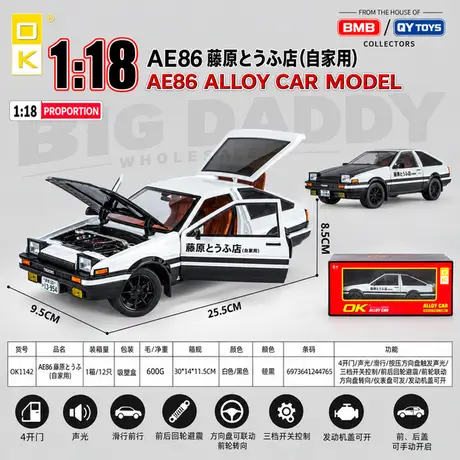 OK
1:18
AE86 藤原とうふ店(自家用)
AE86 ALLOY CAR MODEL
FROM THE HOUSE OF
BMB / QY TOYS
COLLECTORS
1:18 PROPORTION
BIG DADDY
WHOLESALE
藤原とうふ店(自家用)
13-954
8.5CM
9.5CM
25.5CM
OK
ALLOY CAR
货号 品名 装箱量 包装 毛/净重 箱规 颜色 颜色 条码 功能
OK1142 AE86 藤原とうふ(自家用) 1箱/12只 吸塑盒 600G 30*14*11.5CM 白色/黑色 链黑 6973641244765 4开门/声光/滑行/按压方向盘触发声光/三档开关控制/前后回轮避震/前轮联动方向盘转向/仪表盘可发/发动机盖可开
4开门
声光
滑行前行
前后回轮避震
方向盘可联动前轮转向
三档开关控制
发动机盖可开
前、后盖可手动开启